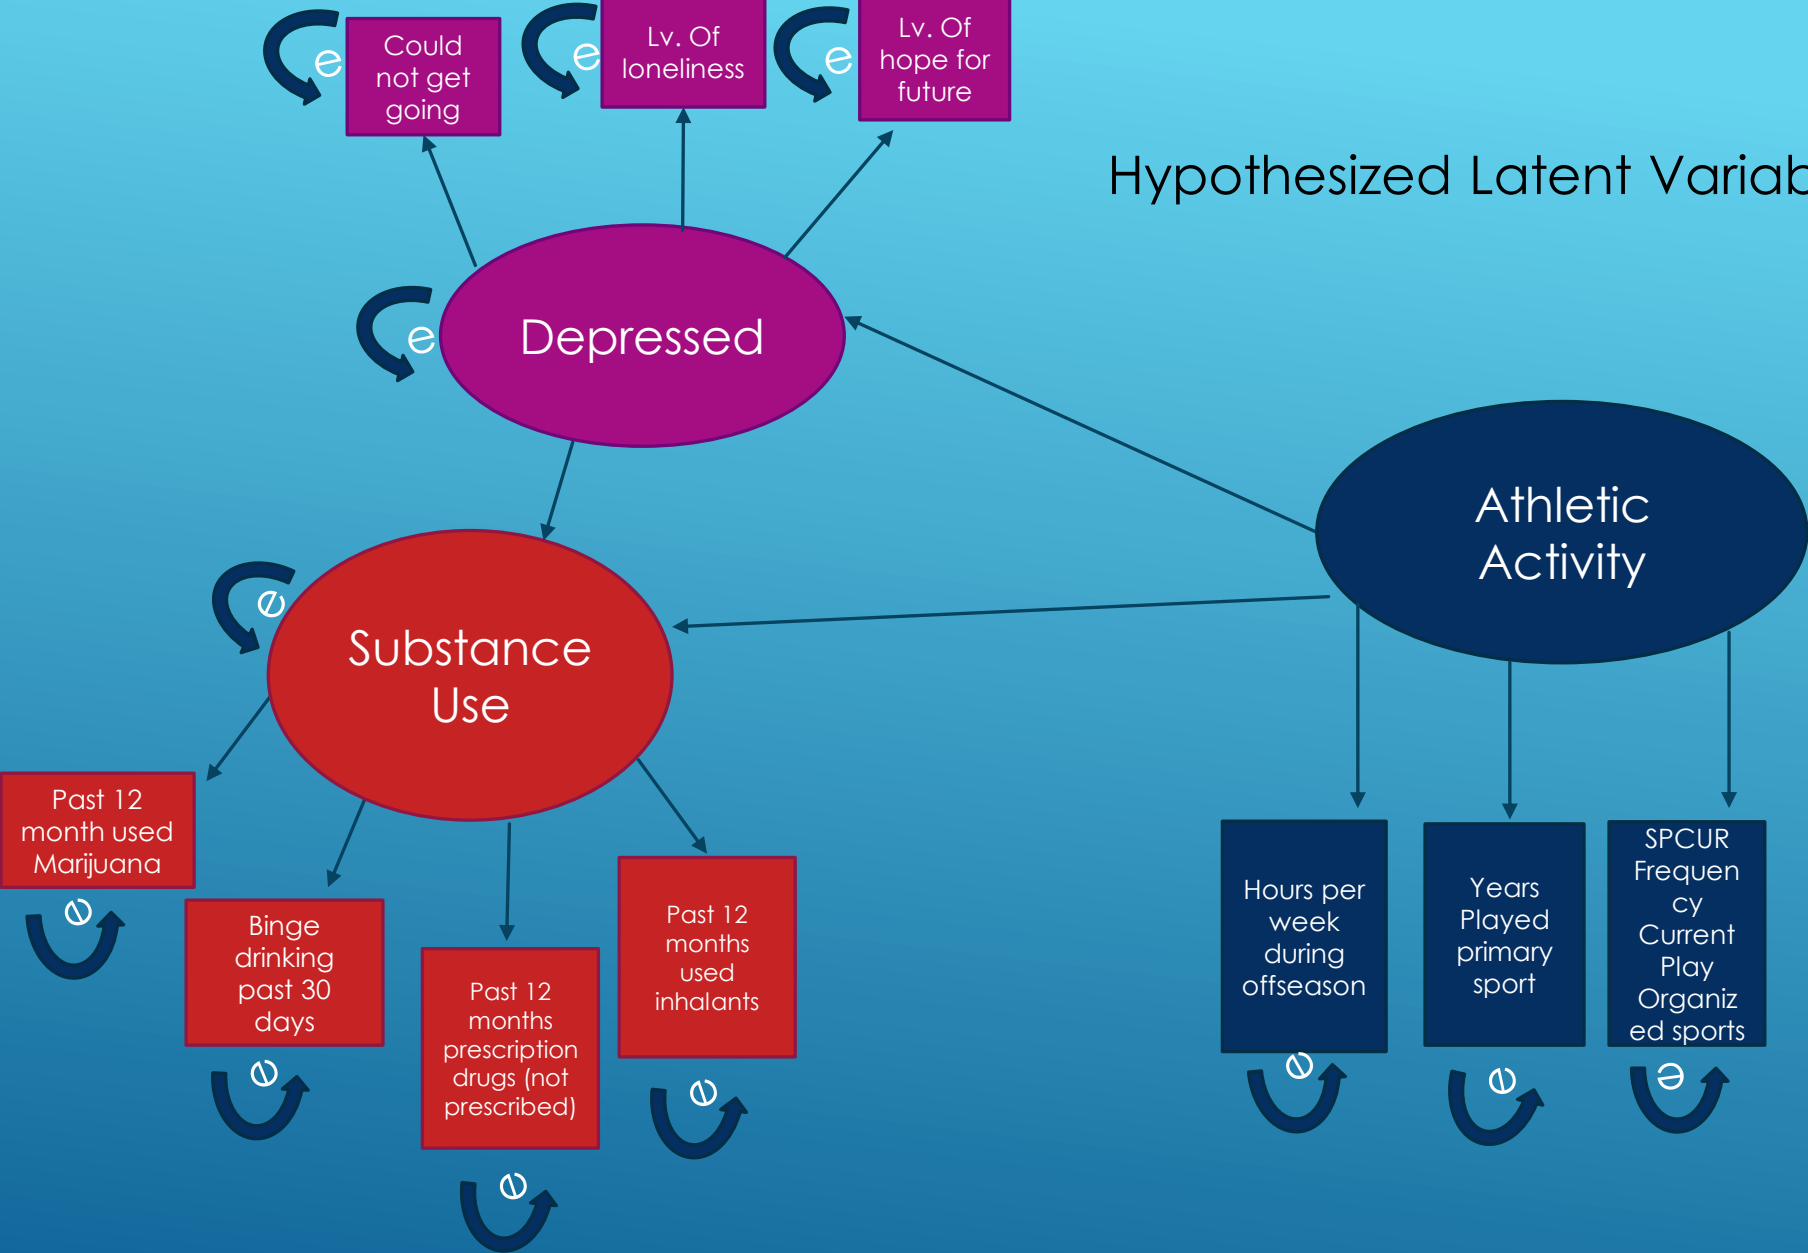 e
Could
not get
going
e
Lv. Of
loneliness
e
Lv. Of
hope for
future
Hypothesized Latent Variab
e
Depressed
Athletic
Activity
e
Substance
Use
Past 12
month used
Marijuana
e
Binge
drinking
past 30
days
e
Past 12
months
prescription
drugs (not
prescribed)
e
Past 12
months
used
inhalants
e
Hours per
week
during
offseason
e
Years
Played
primary
sport
e
SPCUR
Frequen
cy
Current
Play
Organiz
ed sports
e